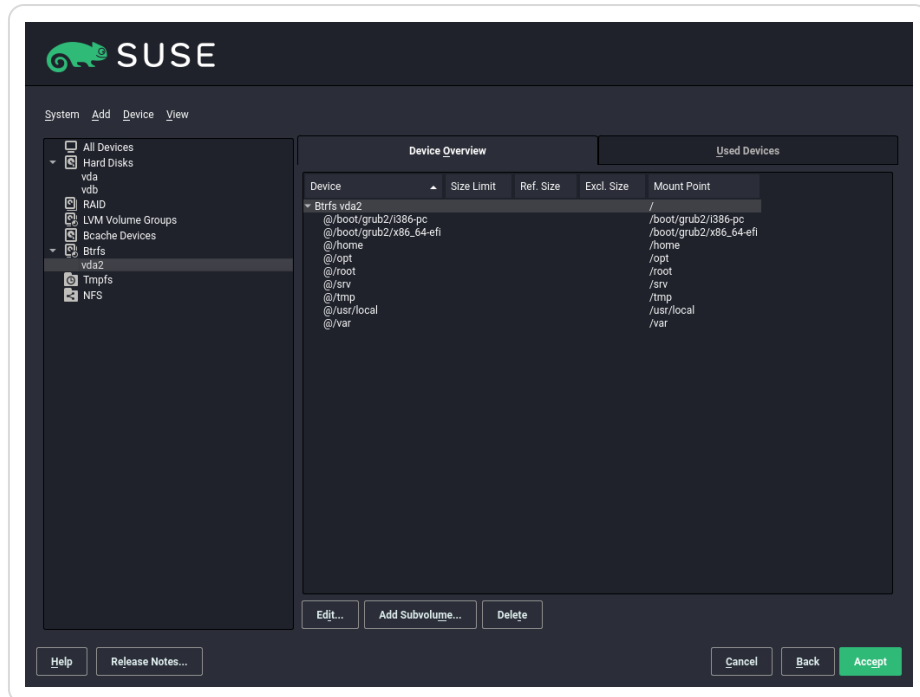 SUSE
System Add Device View
All Devices
Hard Disks
vda
vdb
RAID
LVM Volume Groups
Bcache Devices
Btrfs
vda2
Tmpfs
NFS
Device Overview
Used Devices
Device Size Limit Ref. Size Excl. Size Mount Point
Btrfs vda2 /
@/boot/grub2/i386-pc /boot/grub2/i386-pc
@/boot/grub2/x86_64-efi /boot/grub2/x86_64-efi
@/home /home
@/opt /opt
@/root /root
@/srv /srv
@/tmp /tmp
@/usr/local /usr/local
@/var /var
Edit... Add Subvolume... Delete
Help Release Notes... Cancel Back Accept